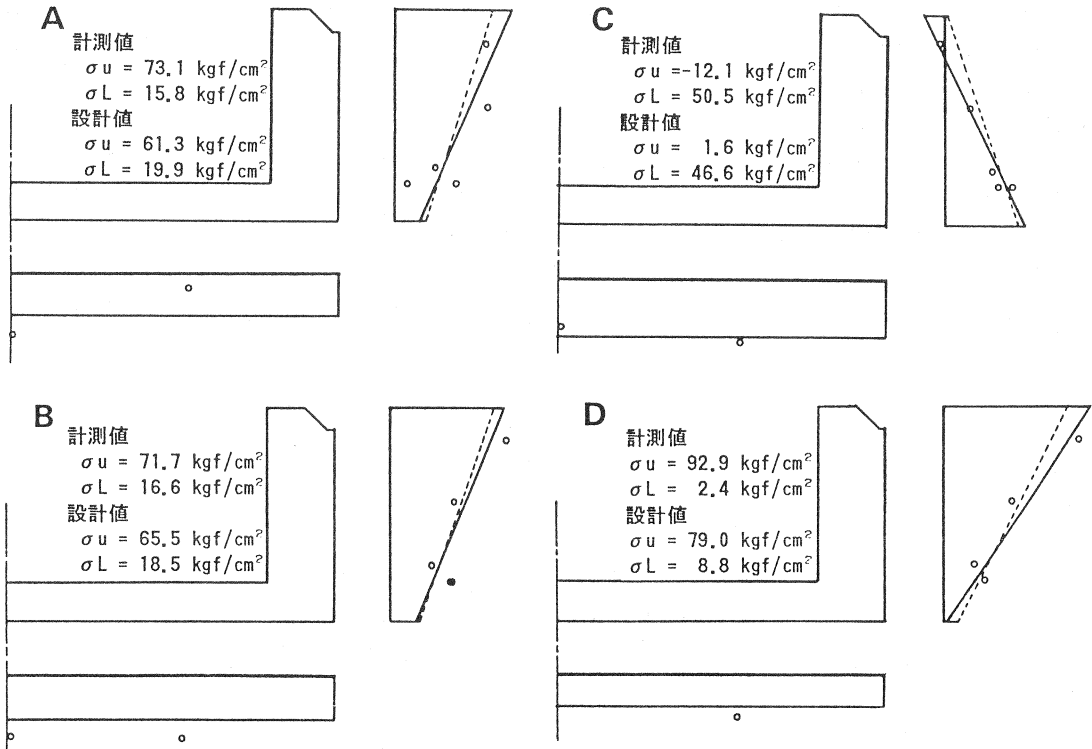 A
計測値
σu = 73.1 kgf/cm²
σL = 15.8 kgf/cm²
設計値
σu = 61.3 kgf/cm²
σL = 19.9 kgf/cm²
C
計測値
σu =-12.1 kgf/cm²
σL = 50.5 kgf/cm²
設計値
σu = 1.6 kgf/cm²
σL = 46.6 kgf/cm²
B
計測値
σu = 71.7 kgf/cm²
σL = 16.6 kgf/cm²
設計値
σu = 65.5 kgf/cm²
σL = 18.5 kgf/cm²
D
計測値
σu = 92.9 kgf/cm²
σL = 2.4 kgf/cm²
設計値
σu = 79.0 kgf/cm²
σL = 8.8 kgf/cm²